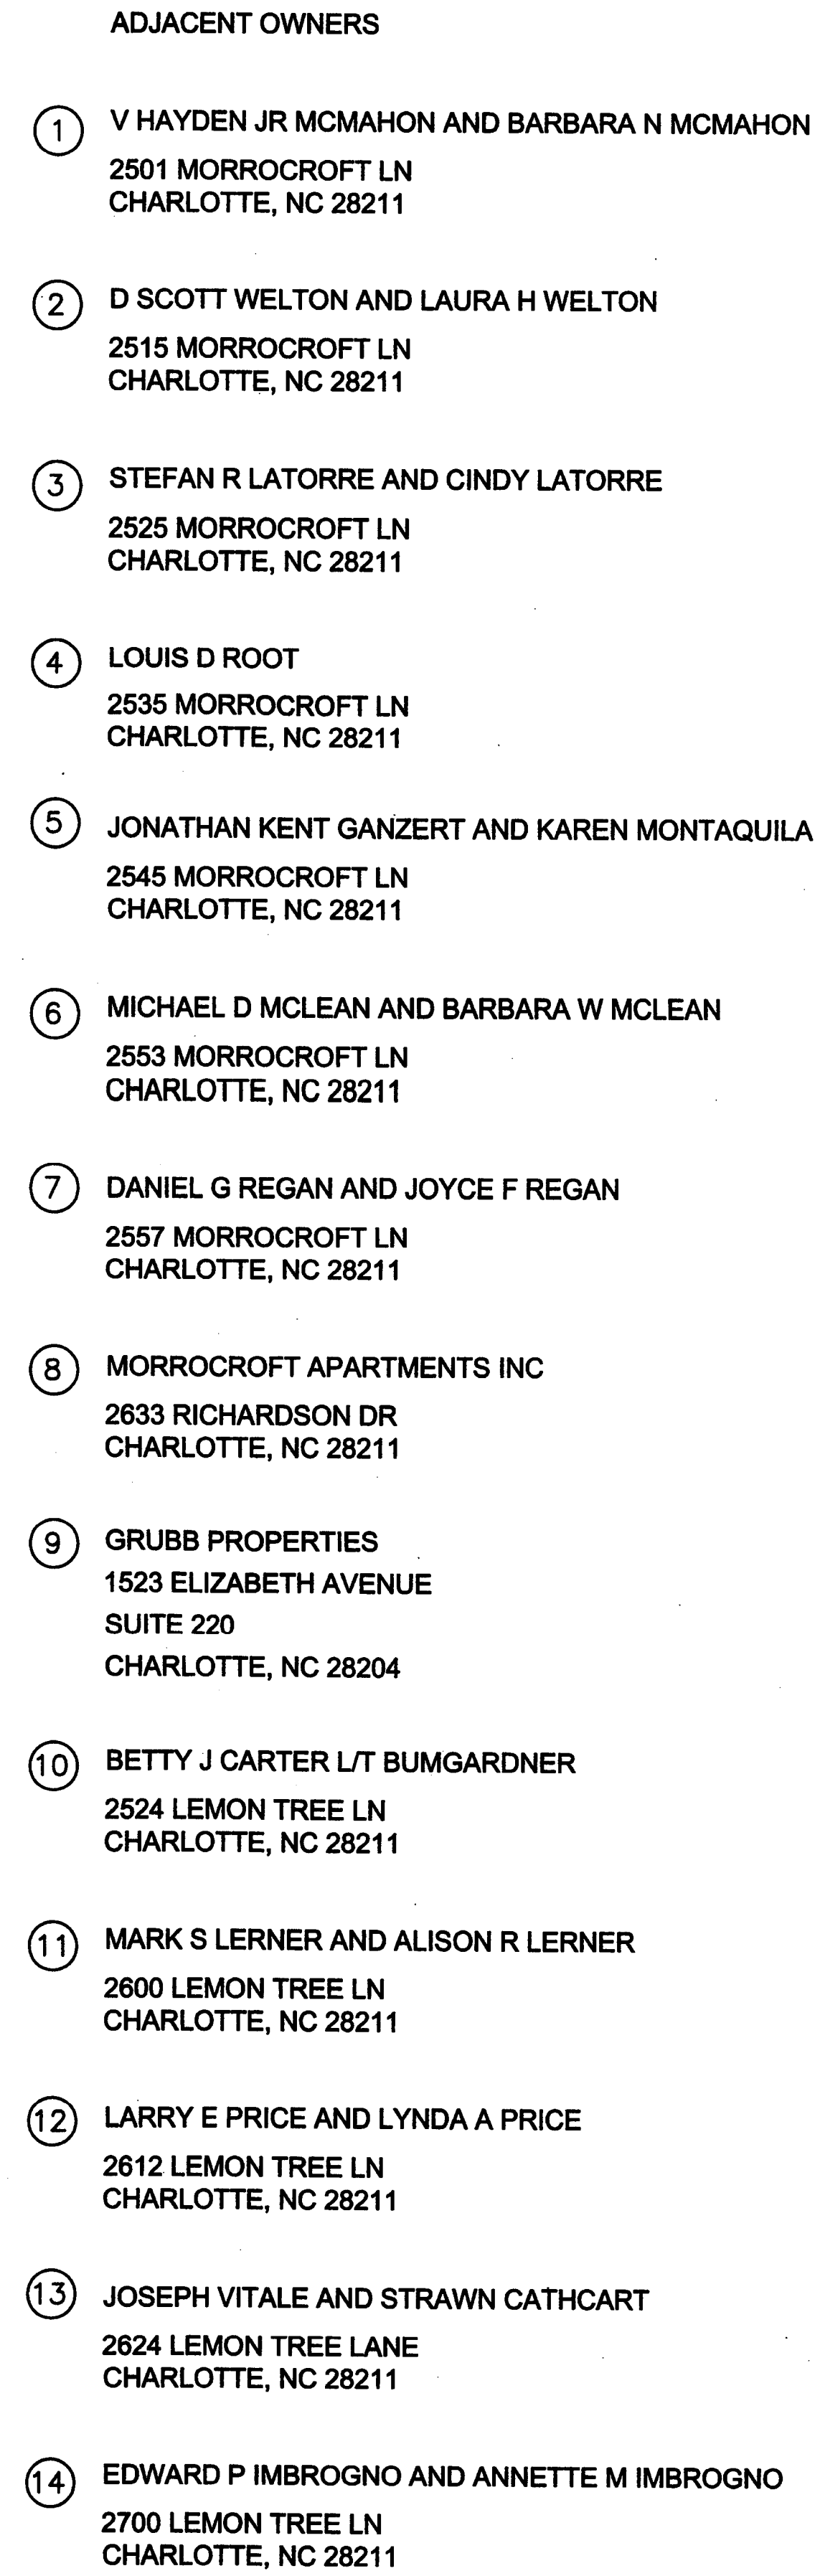 ADJACENT OWNERS
1 V HAYDEN JR MCMAHON AND BARBARA N MCMAHON
2501 MORROCROFT LN
CHARLOTTE, NC 28211
2 D SCOTT WELTON AND LAURA H WELTON
2515 MORROCROFT LN
CHARLOTTE, NC 28211
3 STEFAN R LATORRE AND CINDY LATORRE
2525 MORROCROFT LN
CHARLOTTE, NC 28211
4 LOUIS D ROOT
2535 MORROCROFT LN
CHARLOTTE, NC 28211
5 JONATHAN KENT GANZERT AND KAREN MONTAQUILA
2545 MORROCROFT LN
CHARLOTTE, NC 28211
6 MICHAEL D MCLEAN AND BARBARA W MCLEAN
2553 MORROCROFT LN
CHARLOTTE, NC 28211
7 DANIEL G REGAN AND JOYCE F REGAN
2557 MORROCROFT LN
CHARLOTTE, NC 28211
8 MORROCROFT APARTMENTS INC
2633 RICHARDSON DR
CHARLOTTE, NC 28211
9 GRUBB PROPERTIES
1523 ELIZABETH AVENUE
SUITE 220
CHARLOTTE, NC 28204
10 BETTY J CARTER L/T BUMGARDNER
2524 LEMON TREE LN
CHARLOTTE, NC 28211
11 MARK S LERNER AND ALISON R LERNER
2600 LEMON TREE LN
CHARLOTTE, NC 28211
12 LARRY E PRICE AND LYNDA A PRICE
2612 LEMON TREE LN
CHARLOTTE, NC 28211
13 JOSEPH VITALE AND STRAWN CATHCART
2624 LEMON TREE LANE
CHARLOTTE, NC 28211
14 EDWARD P IMBROGNO AND ANNETTE M IMBROGNO
2700 LEMON TREE LN
CHARLOTTE, NC 28211